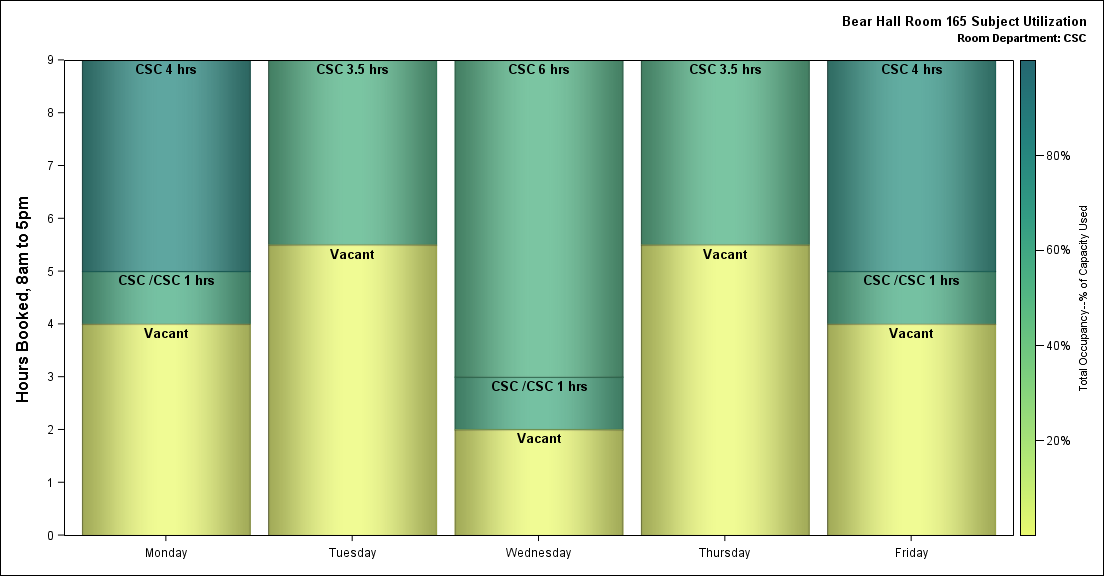 Bear Hall Room 165 Subject Utilization
Room Department: CSC
Hours Booked, 8am to 5pm
9
8
7
6
5
4
3
2
1
0
CSC 4 hrs
CSC /CSC 1 hrs
Vacant
CSC 3.5 hrs
Vacant
CSC 6 hrs
CSC /CSC 1 hrs
Vacant
CSC 3.5 hrs
Vacant
CSC 4 hrs
CSC /CSC 1 hrs
Vacant
Monday
Tuesday
Wednesday
Thursday
Friday
80%
60%
40%
20%
Total Occupancy--% of Capacity Used